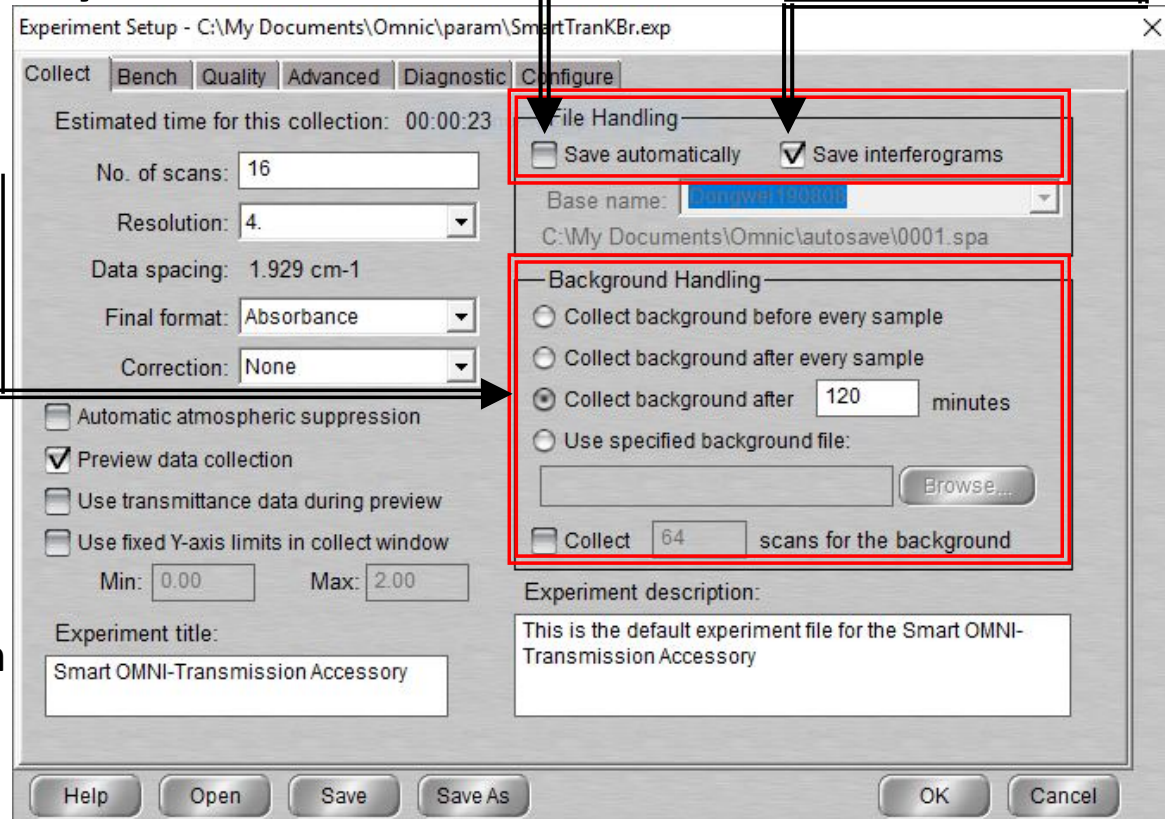 Experiment Setup - C:\My Documents\Omnic\param\SmartTranKBr.exp
Collect Bench Quality Advanced Diagnostic Configure
Estimated time for this collection: 00:00:23
No. of scans: 16
Resolution: 4.
Data spacing: 1.929 cm-1
Final format: Absorbance
Correction: None
Automatic atmospheric suppression
Preview data collection
Use transmittance data during preview
Use fixed Y-axis limits in collect window
Min: 0.00 Max: 2.00
Experiment title:
Smart OMNI-Transmission Accessory
File Handling
Save automatically Save interferograms
Base name: Dongwei190808
C:\My Documents\Omnic\autosave\0001.spa
Background Handling
Collect background before every sample
Collect background after every sample
Collect background after 120 minutes
Use specified background file:
Browse...
Collect 64 scans for the background
Experiment description:
This is the default experiment file for the Smart OMNI-
Transmission Accessory
Help Open Save Save As OK Cancel